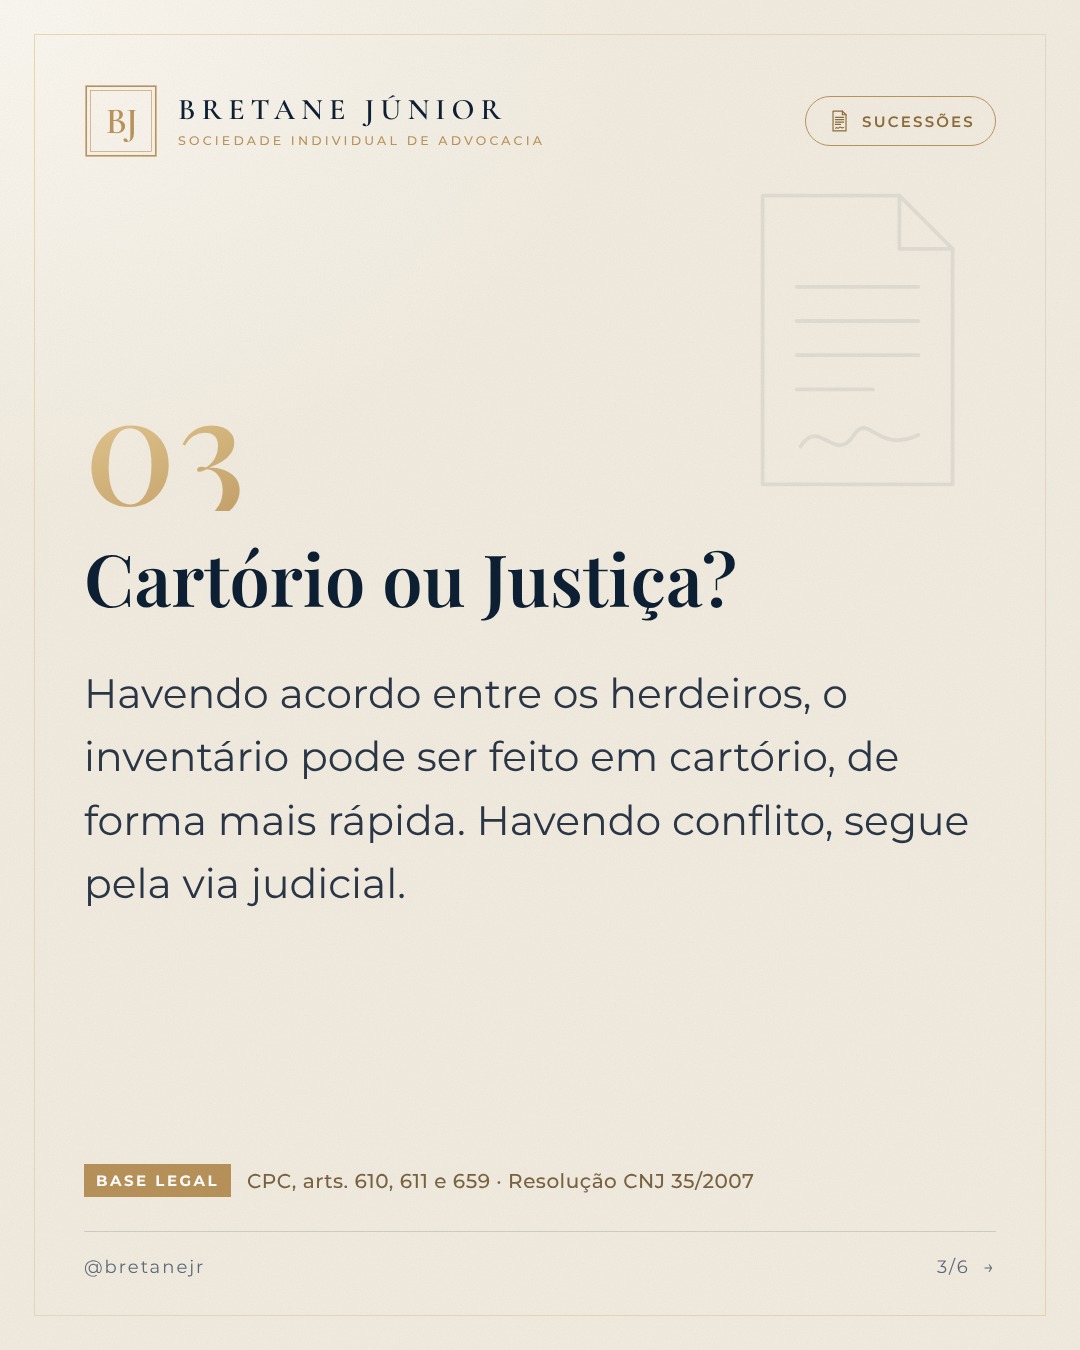 BJ
BRETANE JÚNIOR
SOCIEDADE INDIVIDUAL DE ADVOCACIA
SUCESSÕES
03
Cartório ou Justiça?
Havendo acordo entre os herdeiros, o
inventário pode ser feito em cartório, de
forma mais rápida. Havendo conflito, segue
pela via judicial.
BASE LEGAL CPC, arts. 610, 611 e 659 · Resolução CNJ 35/2007
@bretanejr
3/6 →